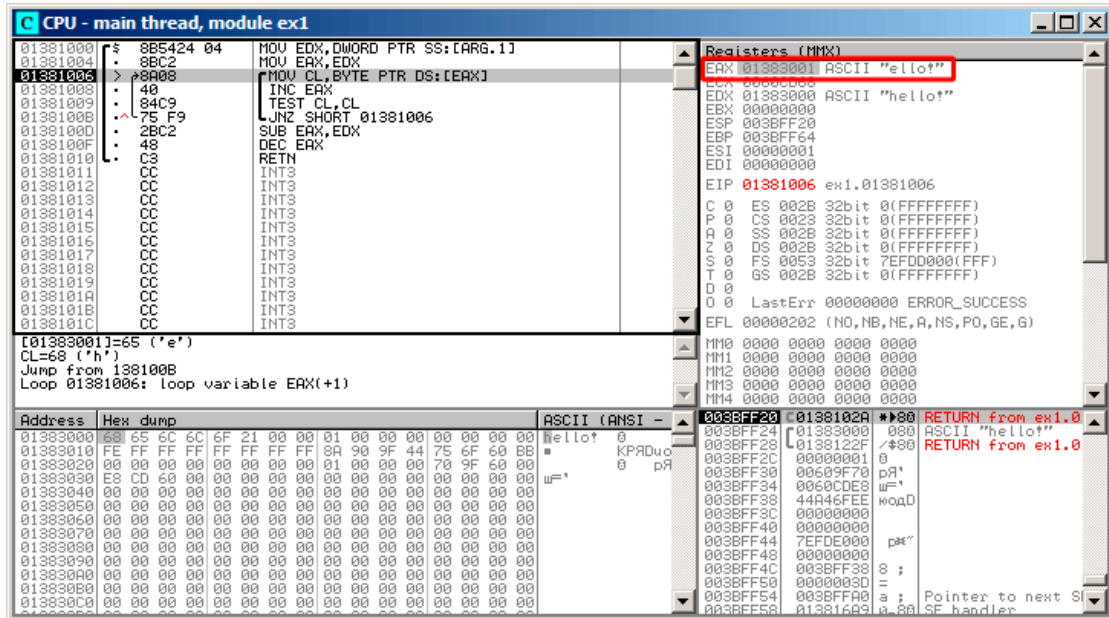 CPU - main thread, module ex1
01381000 $ 8B5424 04 MOV EDX,DWORD PTR SS:[ARG.1]
01381004 . 8BC2 MOV EAX,EDX
01381006 > 8A08 MOV CL,BYTE PTR DS:[EAX]
01381008 . 40 INC EAX
01381009 . 84C9 TEST CL,CL
0138100B .^ 75 F9 JNZ SHORT 01381006
0138100D . 2BC2 SUB EAX,EDX
0138100F . 48 DEC EAX
01381010 . C3 RETN
01381011 CC INT3
01381012 CC INT3
01381013 CC INT3
01381014 CC INT3
01381015 CC INT3
01381016 CC INT3
01381017 CC INT3
01381018 CC INT3
01381019 CC INT3
0138101A CC INT3
0138101B CC INT3
0138101C CC INT3
[01383001]=65 ('e')
CL=68 ('h')
Jump from 138100B
Loop 01381006: loop variable EAX(+1)
Registers (MMX)
EAX 01383001 ASCII "ello!"
EDX 01383000 ASCII "hello!"
EBX 00000000
ESP 003BFF20
EBP 003BFF64
ESI 00000001
EDI 00000000
EIP 01381006 ex1.01381006
C 0 ES 002B 32bit 0(FFFFFFFF)
P 0 CS 0023 32bit 0(FFFFFFFF)
A 0 SS 002B 32bit 0(FFFFFFFF)
Z 0 DS 002B 32bit 0(FFFFFFFF)
S 0 FS 0053 32bit 7EFDD000(FFF)
T 0 GS 002B 32bit 0(FFFFFFFF)
D 0
O 0 LastErr 00000000 ERROR_SUCCESS
EFL 00000202 (NO,NB,NE,A,NS,PO,GE,G)
MM0 0000 0000 0000 0000
MM1 0000 0000 0000 0000
MM2 0000 0000 0000 0000
MM3 0000 0000 0000 0000
MM4 0000 0000 0000 0000
Address Hex dump ASCII (ANSI -
01383000 68 65 6C 6C 6F 21 00 00 01 00 00 00 00 00 00 00 hello! 0
01383010 FE FF FF FF FF FF FF FF 8A 90 9F 44 75 6F 60 BB
01383020 00 00 00 00 00 00 00 00 01 00 00 00 70 9F 60 00
01383030 E8 CD 60 00 00 00 00 00 00 00 00 00 00 00 00 00
01383040 00 00 00 00 00 00 00 00 00 00 00 00 00 00 00 00
01383050 00 00 00 00 00 00 00 00 00 00 00 00 00 00 00 00
01383060 00 00 00 00 00 00 00 00 00 00 00 00 00 00 00 00
01383070 00 00 00 00 00 00 00 00 00 00 00 00 00 00 00 00
01383080 00 00 00 00 00 00 00 00 00 00 00 00 00 00 00 00
01383090 00 00 00 00 00 00 00 00 00 00 00 00 00 00 00 00
013830A0 00 00 00 00 00 00 00 00 00 00 00 00 00 00 00 00
013830B0 00 00 00 00 00 00 00 00 00 00 00 00 00 00 00 00
013830C0 00 00 00 00 00 00 00 00 00 00 00 00 00 00 00 00
003BFF20 0138102A RETURN from ex1.0
003BFF24 01383000 ASCII "hello!"
003BFF28 0138122F RETURN from ex1.0
003BFF2C 00000001
003BFF30 00609F70
003BFF34 0060CDE8
003BFF38 44A46FEE
003BFF3C 00000000
003BFF40 00000000
003BFF44 7EFDE000
003BFF48 00000000
003BFF4C 003BFF38 8 ;
003BFF50 0000003D =
003BFF54 003BFFA0 a ; Pointer to next S
003BFF58 013816A9 SE handler